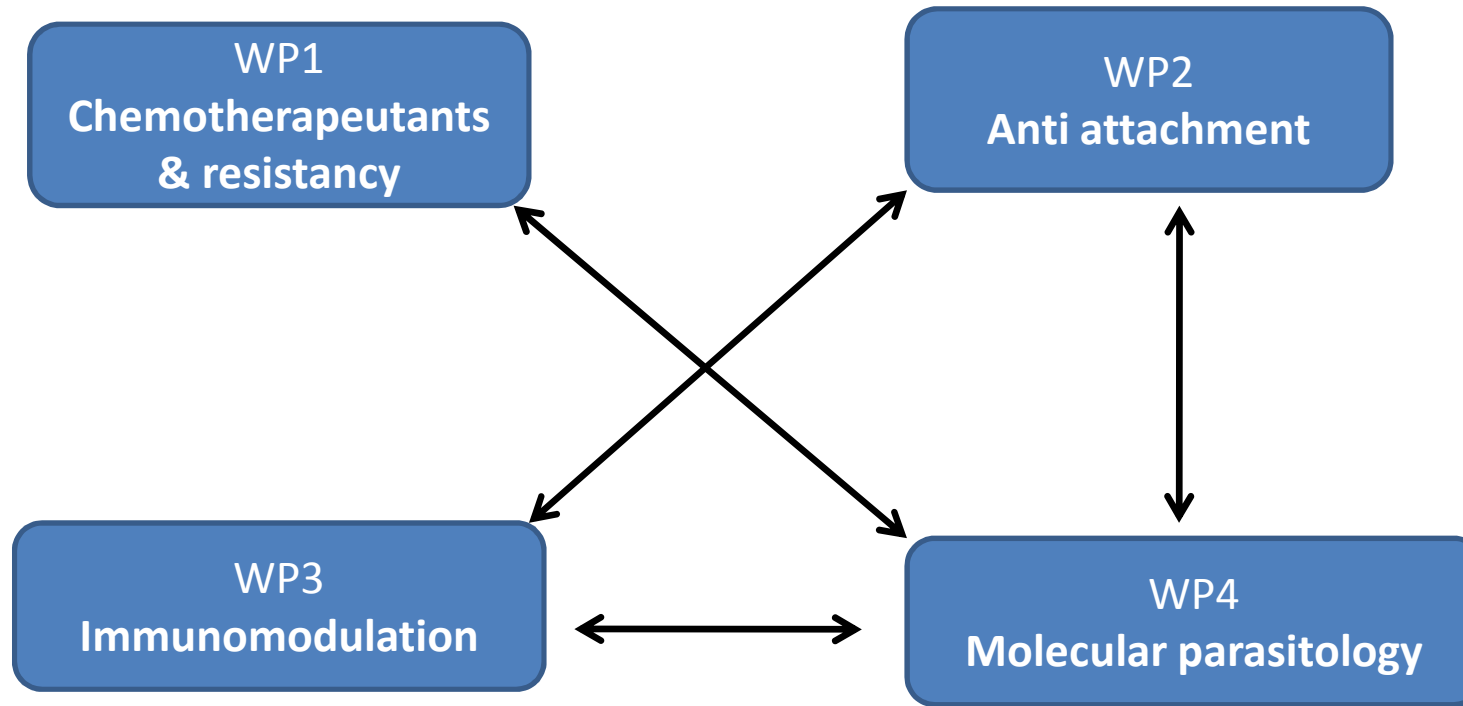 WP1
Chemotherapeutants
& resistancy
WP2
Anti attachment
WP3
Immunomodulation
WP4
Molecular parasitology